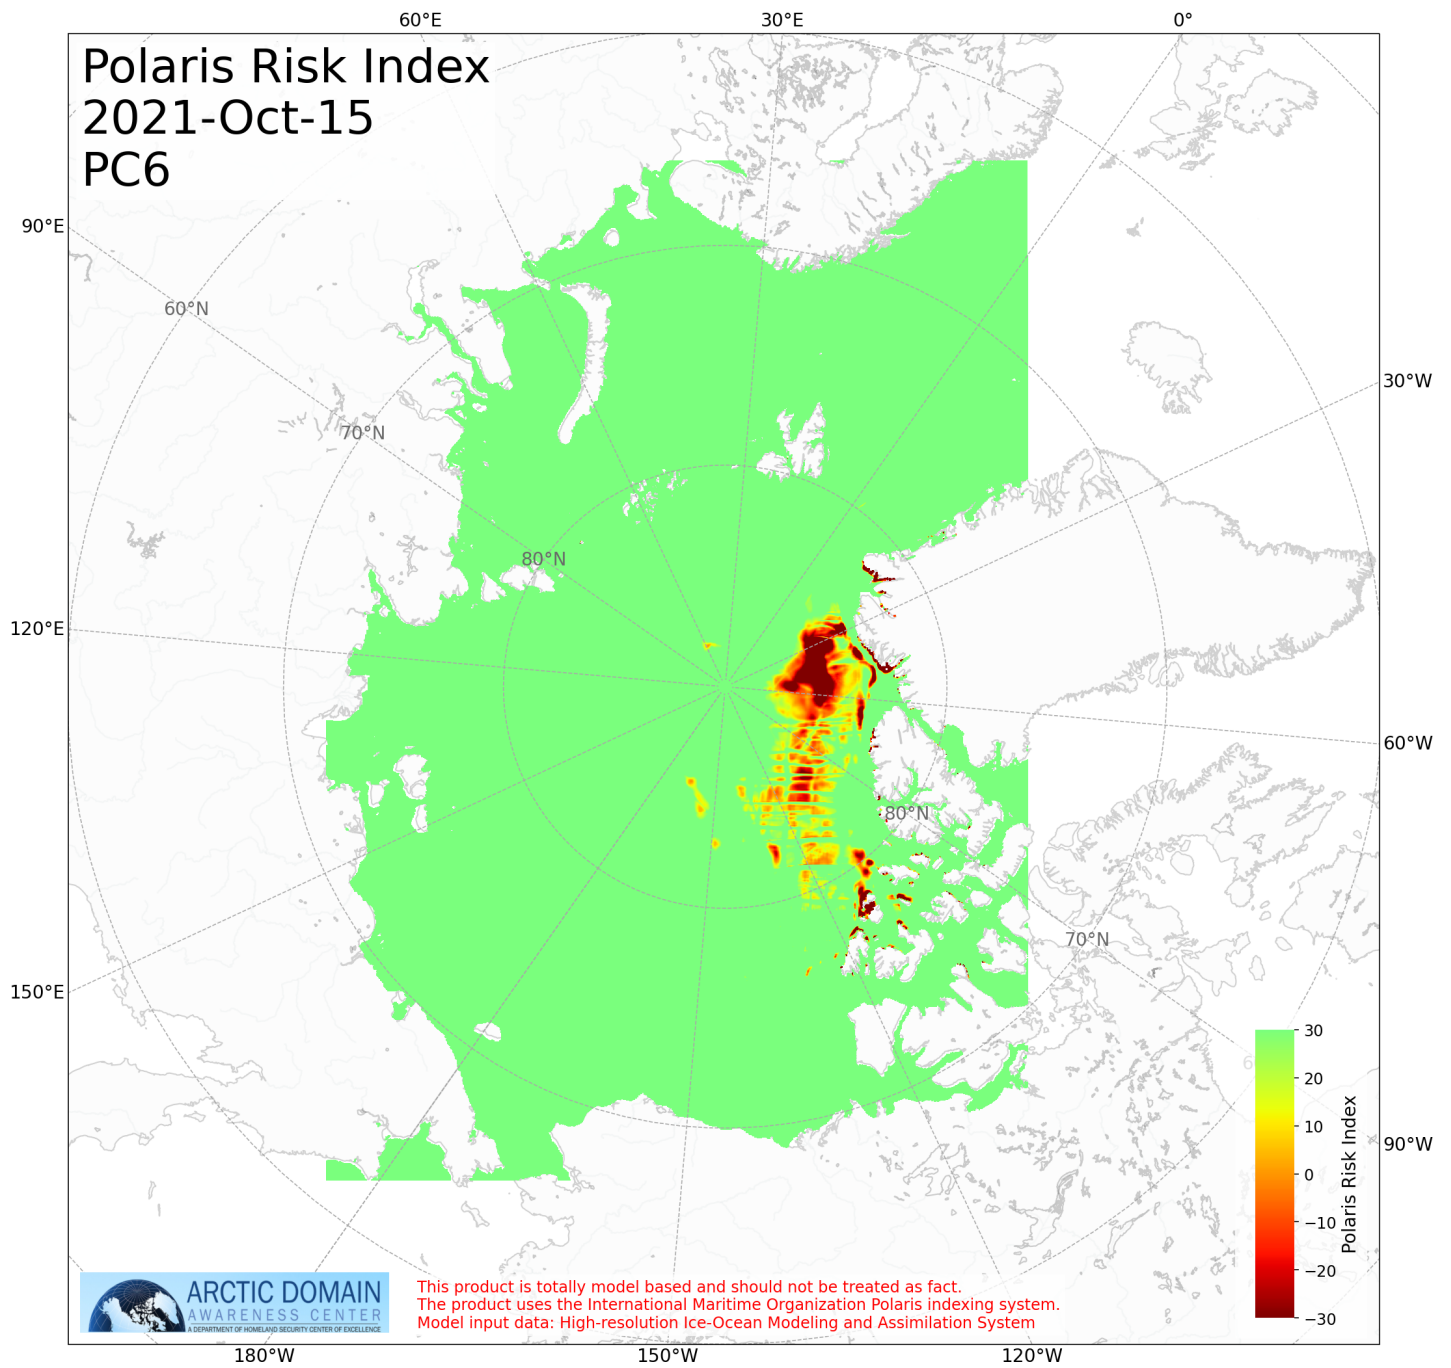 60°E
30°E
0°
Polaris Risk Index
2021-Oct-15
PC6
90°E
60°N
30°W
70°N
80°N
120°E
60°W
80°N
70°N
150°E
30
20
10
0
−10
−20
−30
Polaris Risk Index
90°W
ARCTIC DOMAIN
AWARENESS CENTER
A DEPARTMENT OF HOMELAND SECURITY CENTER OF EXCELLENCE
This product is totally model based and should not be treated as fact.
The product uses the International Maritime Organization Polaris indexing system.
Model input data: High-resolution Ice-Ocean Modeling and Assimilation System
180°W
150°W
120°W